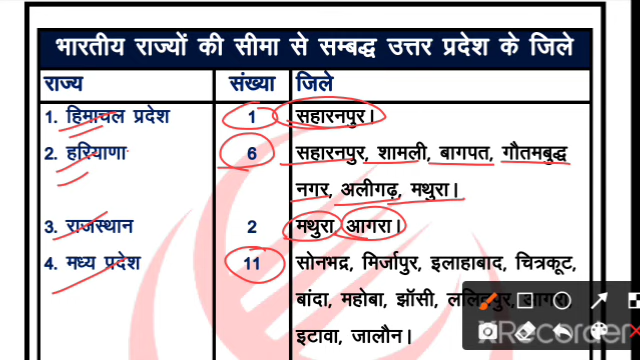 भारतीय राज्यों की सीमा से सम्बद्ध उत्तर प्रदेश के जिले
राज्य संख्या जिले
1. हिमाचल प्रदेश 1 सहारनपुर।
2. हरियाणा 6 सहारनपुर, शामली, बागपत, गौतमबुद्ध
नगर, अलीगढ़, मथुरा।
3. राजस्थान 2 मथुरा, आगरा।
4. मध्य प्रदेश 11 सोनभद्र, मिर्जापुर, इलाहाबाद, चित्रकूट,
बांदा, महोबा, झॉसी, ललितपुर, आगरा,
इटावा, जालौन।
Recorder